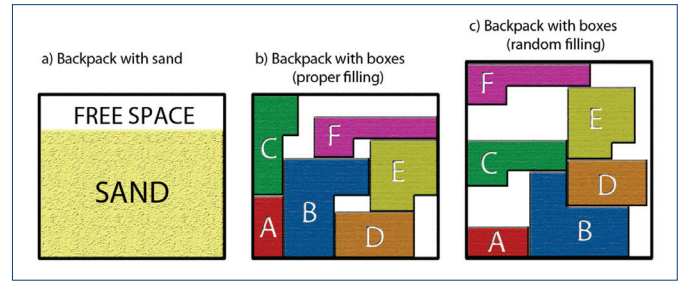 a) Backpack with sand
FREE SPACE
SAND
b) Backpack with boxes
(proper filling)
C
F
E
B
A
D
c) Backpack with boxes
(random filling)
F
E
C
D
B
A